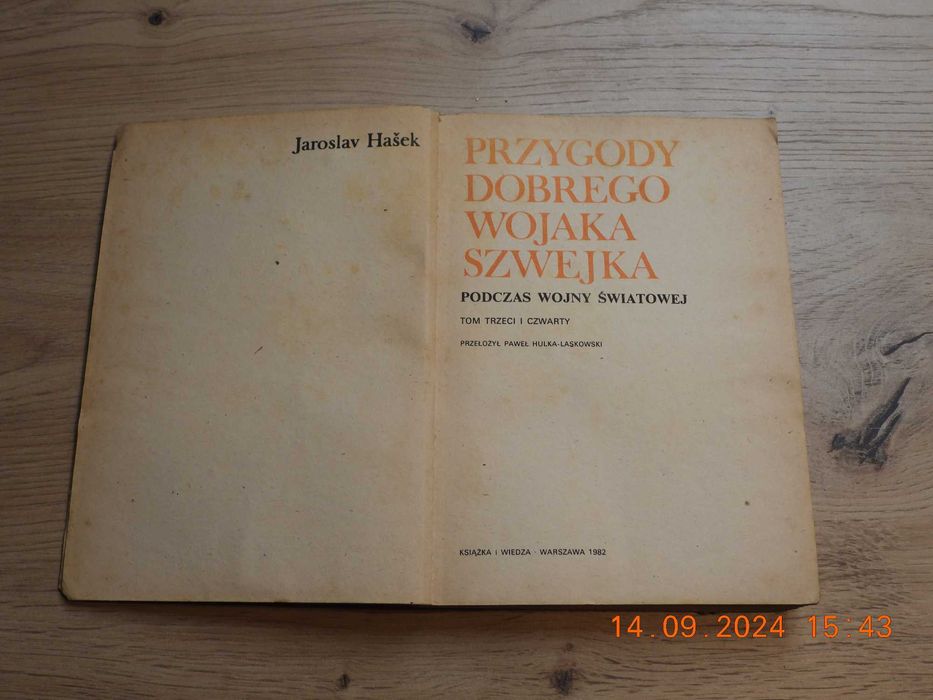 Jaroslav Hašek
PRZYGODY
DOBREGO
WOJAKA
SZWEJKA
PODCZAS WOJNY ŚWIATOWEJ
TOM TRZECI I CZWARTY
PRZEŁOŻYŁ PAWEŁ HULKA-LASKOWSKI
KSIĄŻKA I WIEDZA · WARSZAWA 1982
14.09.2024 15:43